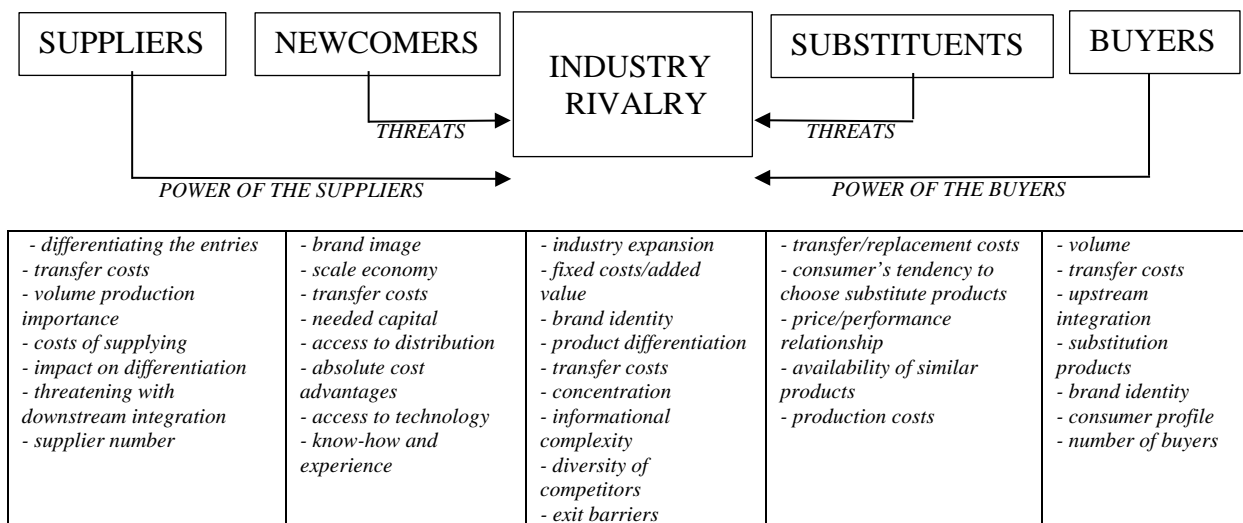 SUPPLIERS
NEWCOMERS
INDUSTRY
RIVALRY
SUBSTITUENTS
BUYERS
THREATS
THREATS
POWER OF THE SUPPLIERS
POWER OF THE BUYERS
- differentiating the entries
- transfer costs
- volume production
importance
- costs of supplying
- impact on differentiation
- threatening with
downstream integration
- supplier number
- brand image
- scale economy
- transfer costs
- needed capital
- access to distribution
- absolute cost
advantages
- access to technology
- know-how and
experience
- industry expansion
- fixed costs/added
value
- brand identity
- product differentiation
- transfer costs
- concentration
- informational
complexity
- diversity of
competitors
- exit barriers
- transfer/replacement costs
- consumer's tendency to
choose substitute products
- price/performance
relationship
- availability of similar
products
- production costs
- volume
- transfer costs
- upstream
integration
- substitution
products
- brand identity
- consumer profile
- number of buyers